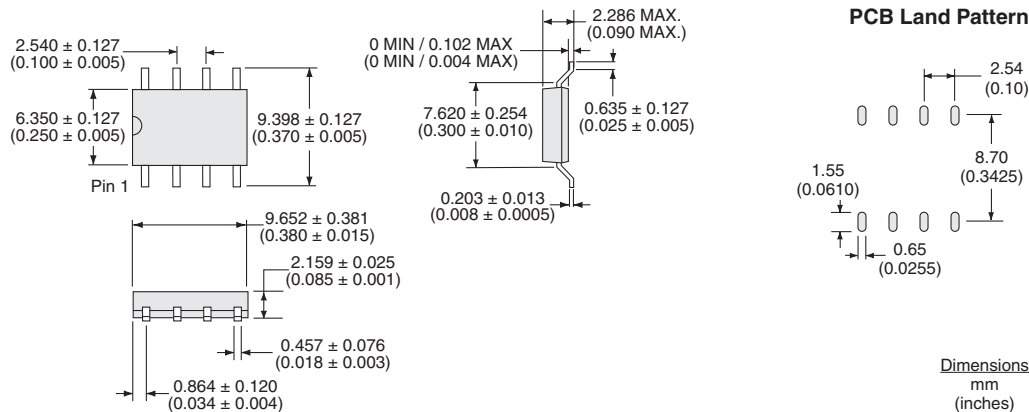 2.540 ± 0.127
(0.100 ± 0.005)
6.350 ± 0.127
(0.250 ± 0.005)
9.398 ± 0.127
(0.370 ± 0.005)
Pin 1
9.652 ± 0.381
(0.380 ± 0.015)
2.159 ± 0.025
(0.085 ± 0.001)
0.457 ± 0.076
(0.018 ± 0.003)
0.864 ± 0.120
(0.034 ± 0.004)
2.286 MAX.
(0.090 MAX.)
0 MIN / 0.102 MAX
(0 MIN / 0.004 MAX)
7.620 ± 0.254
(0.300 ± 0.010)
0.635 ± 0.127
(0.025 ± 0.005)
0.203 ± 0.013
(0.008 ± 0.0005)
PCB Land Pattern
2.54
(0.10)
8.70
(0.3425)
1.55
(0.0610)
0.65
(0.0255)
Dimensions
mm
(inches)